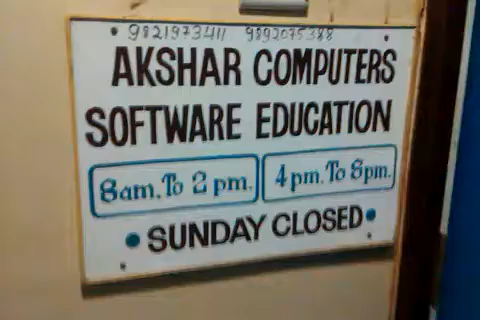 9821973411 9892075388
AKSHAR COMPUTERS
SOFTWARE EDUCATION
8am. To 2 pm. 4 pm. To 8pm.
SUNDAY CLOSED